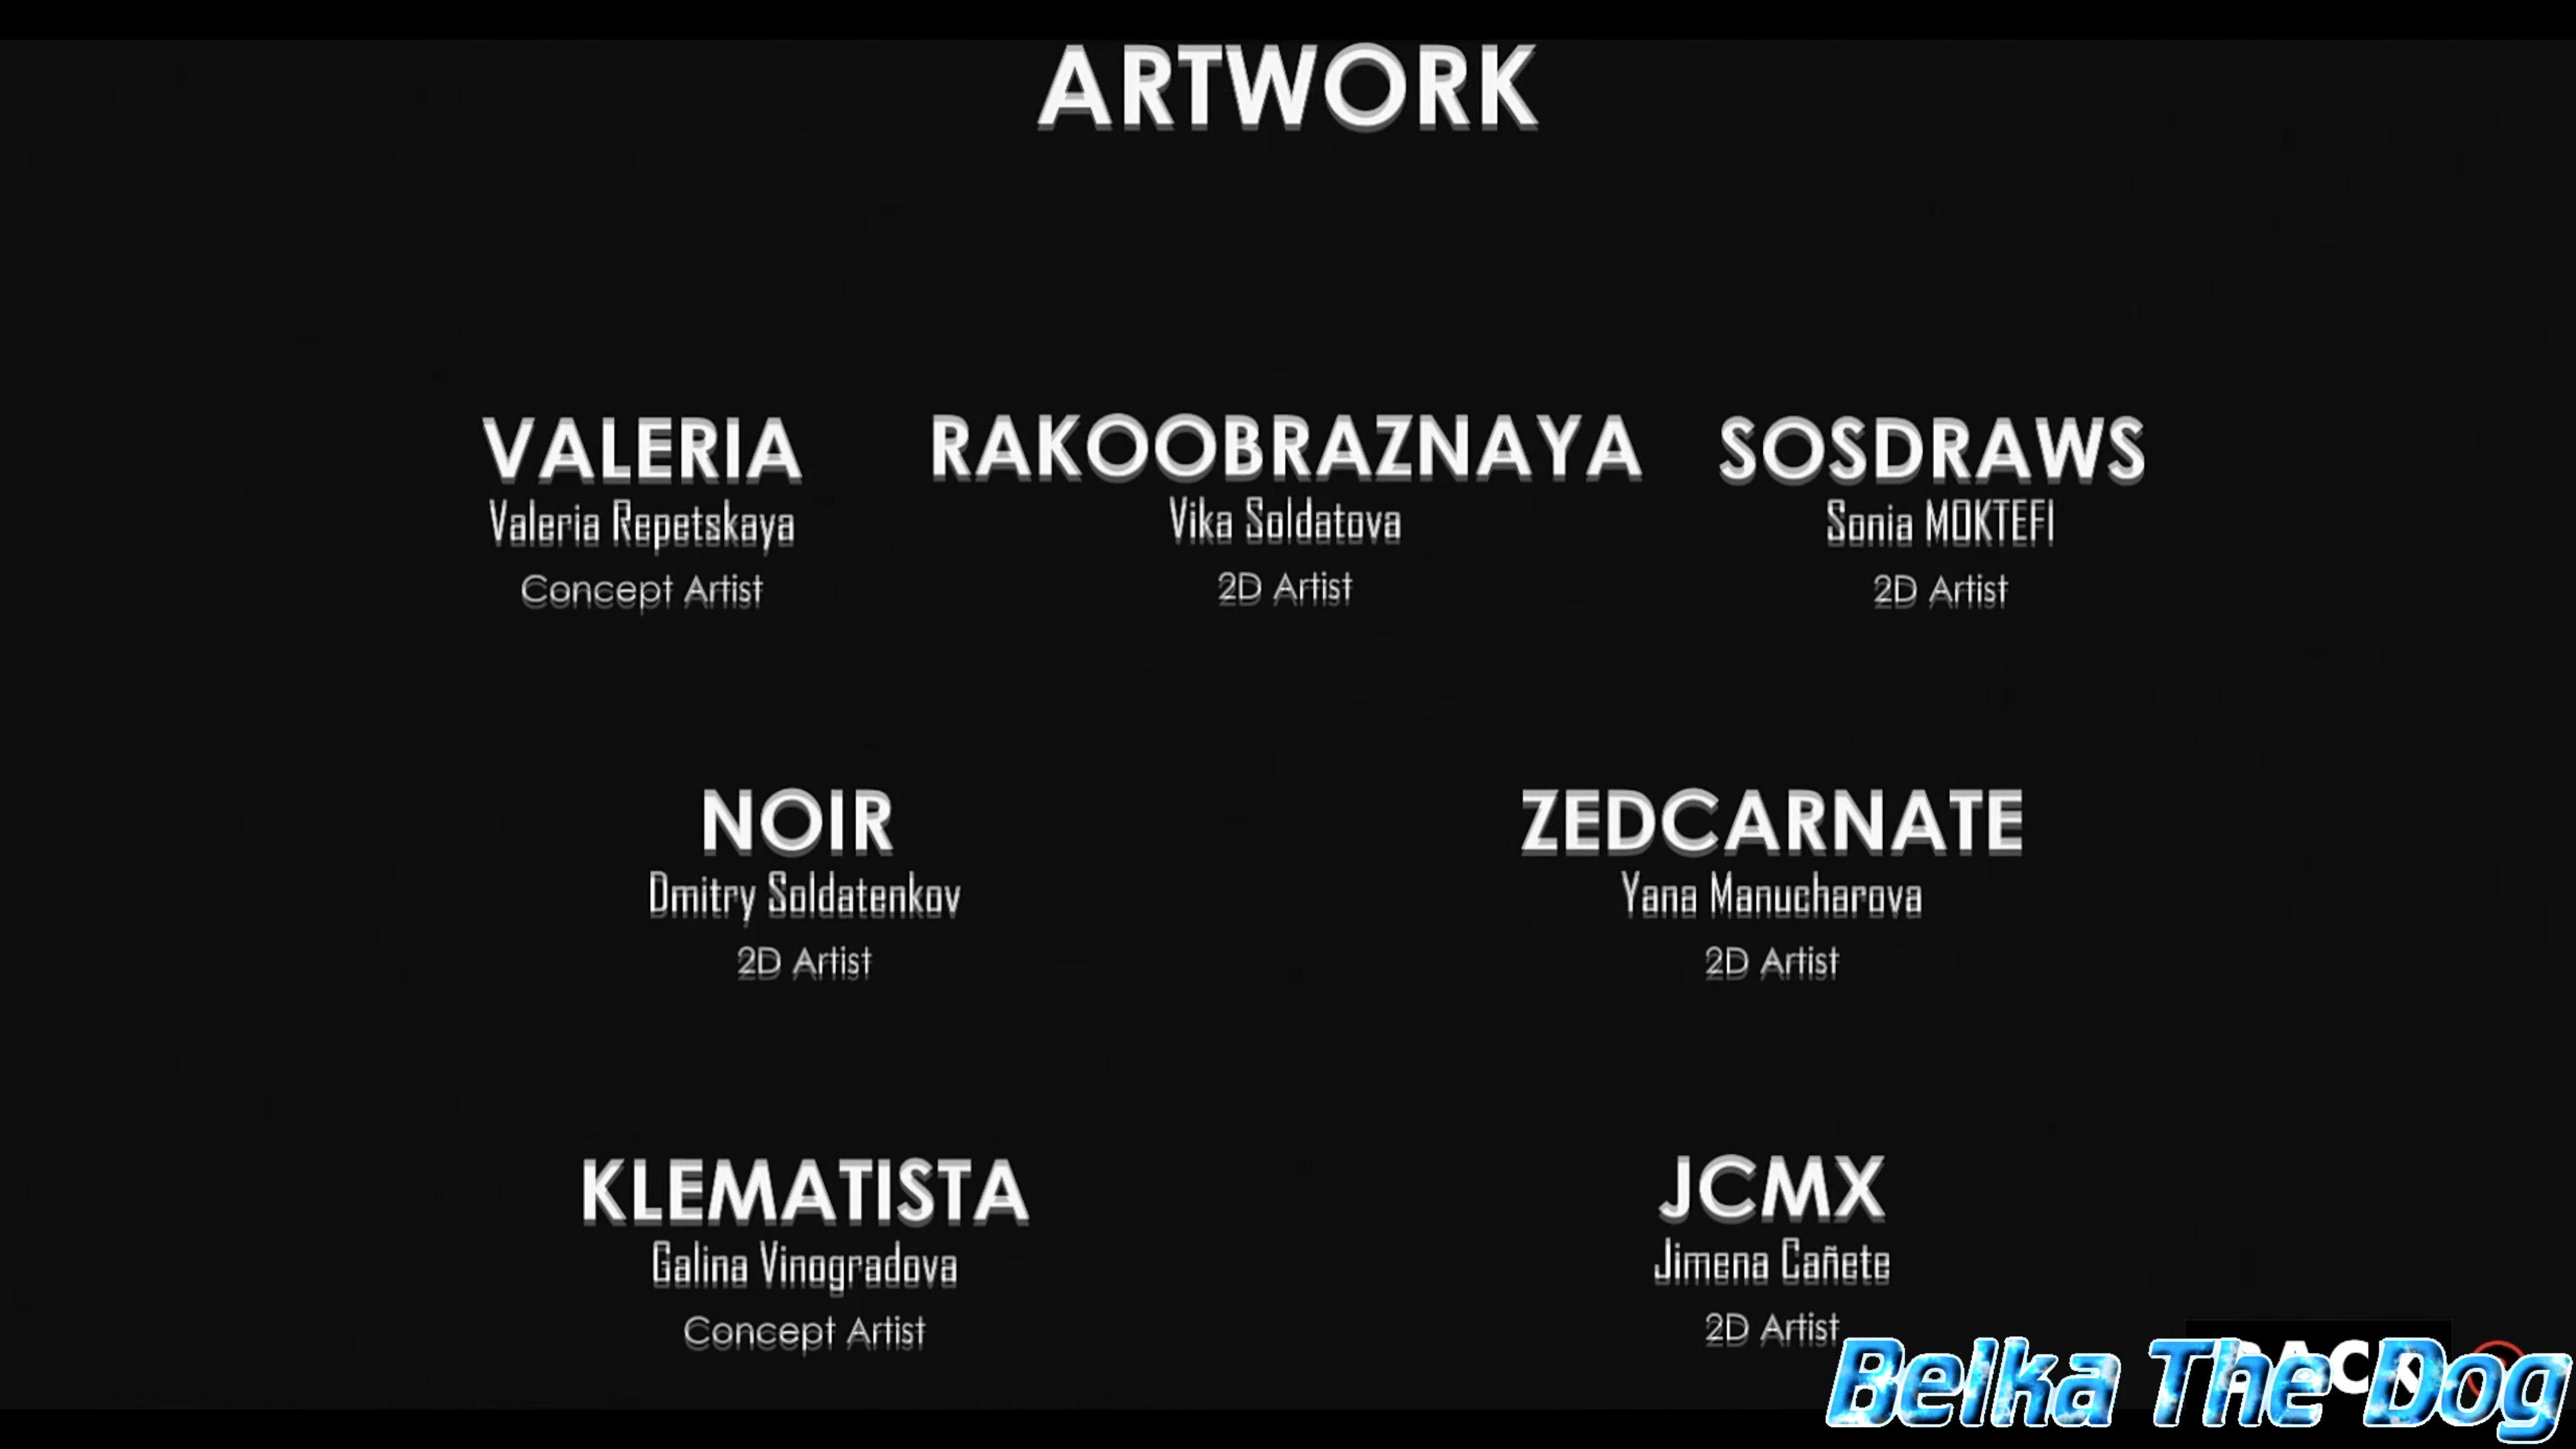 ARTWORK
VALERIA
Valeria Repetskaya
Concept Artist
RAKOOBRAZNAYA
Vika Soldatova
2D Artist
SOSDRAWS
Sonia MOKTEFI
2D Artist
NOIR
Dmitry Soldatenkov
2D Artist
ZEDCARNATE
Yana Manucharova
2D Artist
KLEMATISTA
Galina Vinogradova
Concept Artist
JCMX
Jimena Cañete
2D Artist
Belka The Dog